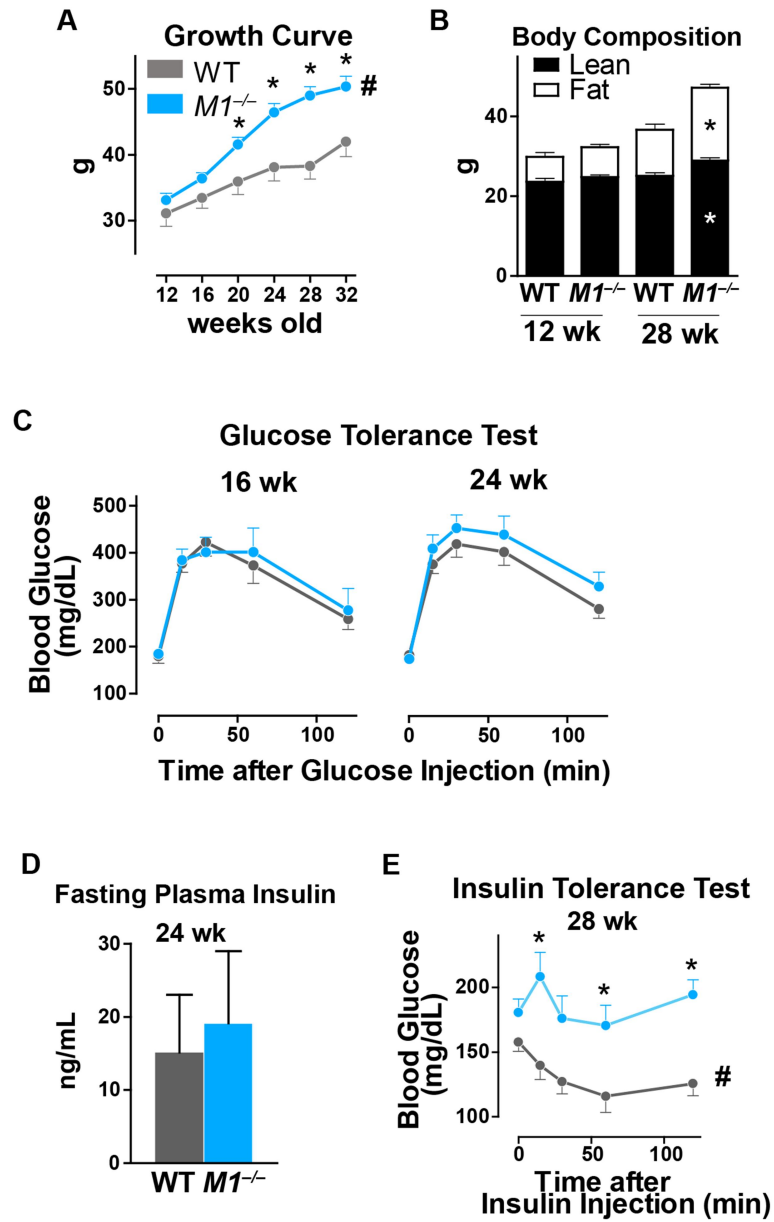 A
Growth Curve
WT
M1⁻/⁻
* * * * *
#
50
40
30
g
12 16 20 24 28 32
weeks old
B
Body Composition
Lean
Fat
40
20
0
g
*
*
WT M1⁻/⁻ WT M1⁻/⁻
12 wk 28 wk
C
Glucose Tolerance Test
16 wk 24 wk
500
400
300
200
100
Blood Glucose
(mg/dL)
0 50 100 0 50 100
Time after Glucose Injection (min)
D
Fasting Plasma Insulin
24 wk
30
20
10
0
ng/mL
WT M1⁻/⁻
E
Insulin Tolerance Test
28 wk
* * *
#
200
150
100
Blood Glucose
(mg/dL)
0 50 100
Time after
Insulin Injection (min)